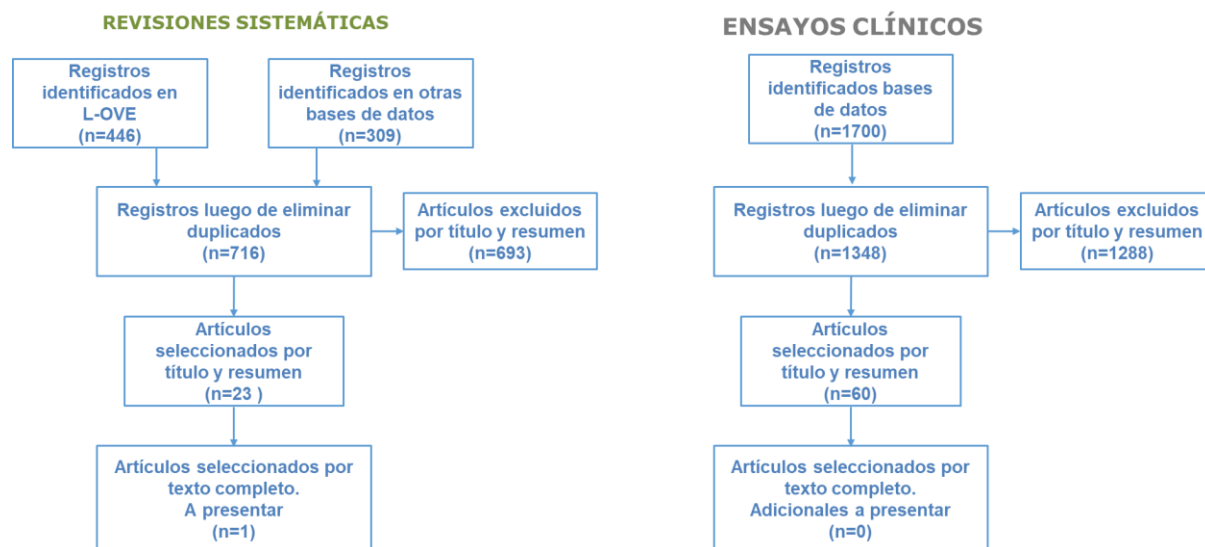 REVISIONES SISTEMÁTICAS
Registros
identificados en
L-OVE
(n=446)
Registros
identificados en otras
bases de datos
(n=309)
Registros luego de eliminar
duplicados
(n=716)
Artículos excluidos
por título y resumen
(n=693)
Artículos
seleccionados por
título y resumen
(n=23 )
Artículos seleccionados por
texto completo.
A presentar
(n=1)
ENSAYOS CLÍNICOS
Registros
identificados bases
de datos
(n=1700)
Registros luego de eliminar
duplicados
(n=1348)
Artículos excluidos
por título y resumen
(n=1288)
Artículos
seleccionados por
título y resumen
(n=60)
Artículos seleccionados por
texto completo.
Adicionales a presentar
(n=0)